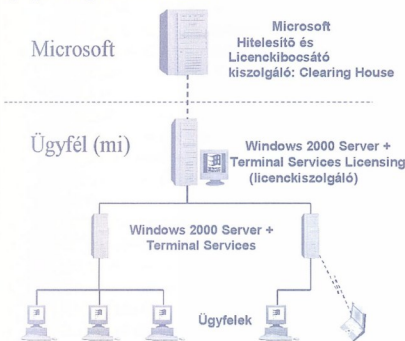 Microsoft
Microsoft
Hitelesítő és
Licenckibocsátó
kiszolgáló: Clearing House
Ügyfél (mi)
Windows 2000 Server +
Terminal Services Licensing
(licenckiszolgáló)
Windows 2000 Server +
Terminal Services
Ügyfelek